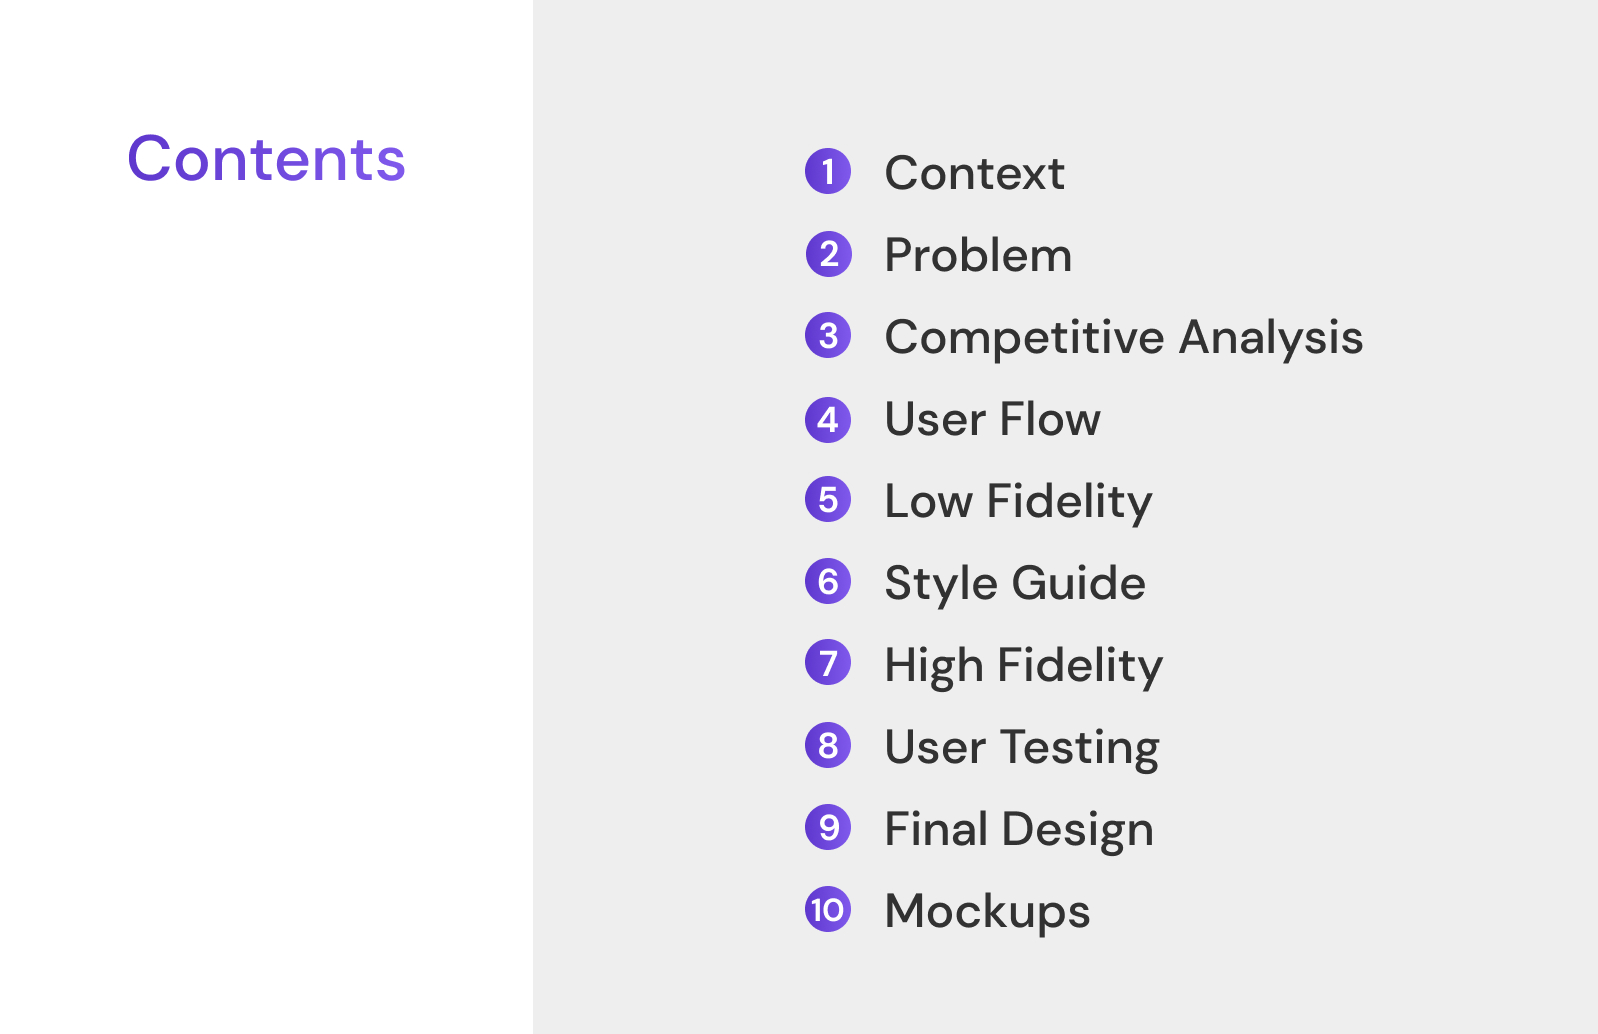 Contents
1 Context
2 Problem
3 Competitive Analysis
4 User Flow
5 Low Fidelity
6 Style Guide
7 High Fidelity
8 User Testing
9 Final Design
10 Mockups